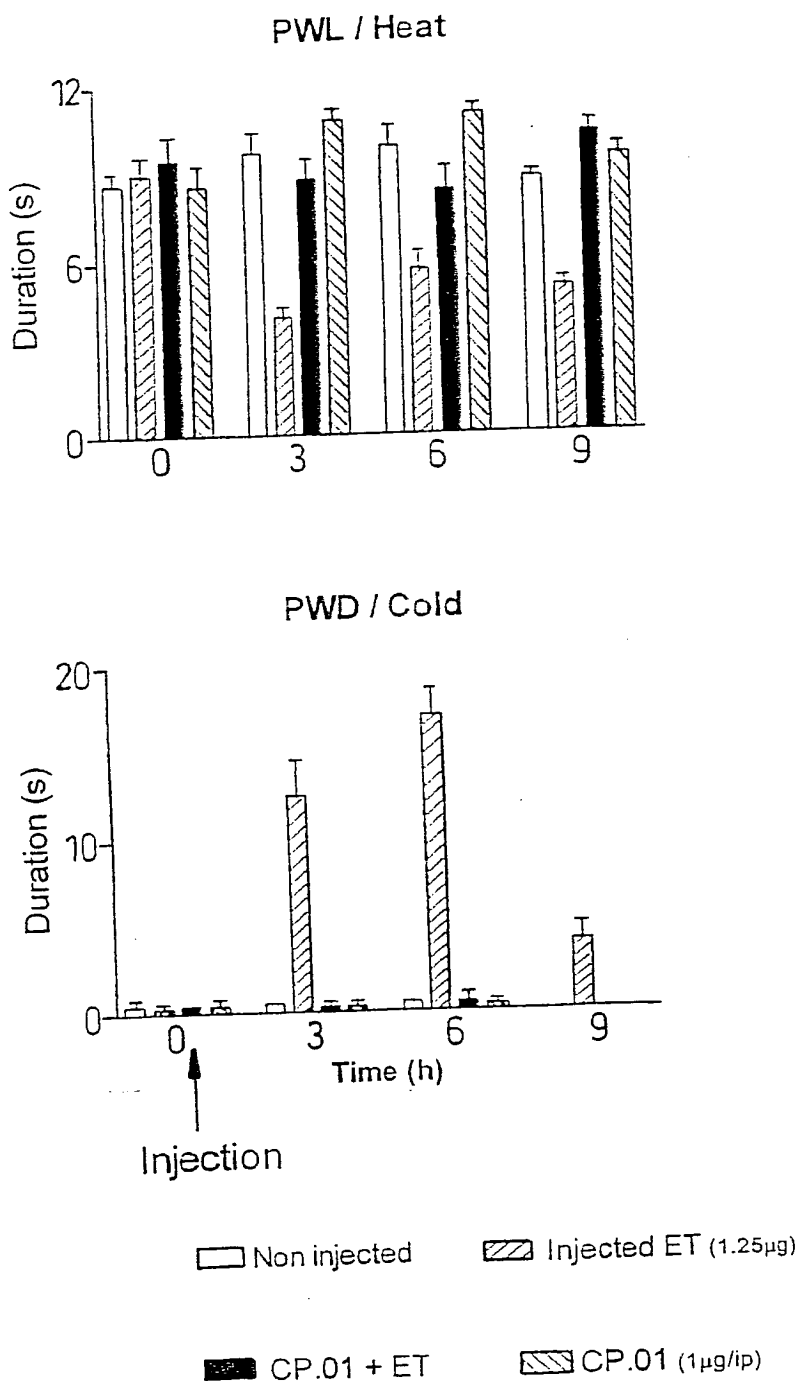 PWL / Heat
12
6
0
Duration (s)
0 3 6 9
PWD / Cold
20
10
0
Duration (s)
0 3 6 9
Time (h)
Injection
Non injected
Injected ET (1.25µg)
CP.01 + ET
CP.01 (1µg/ip)